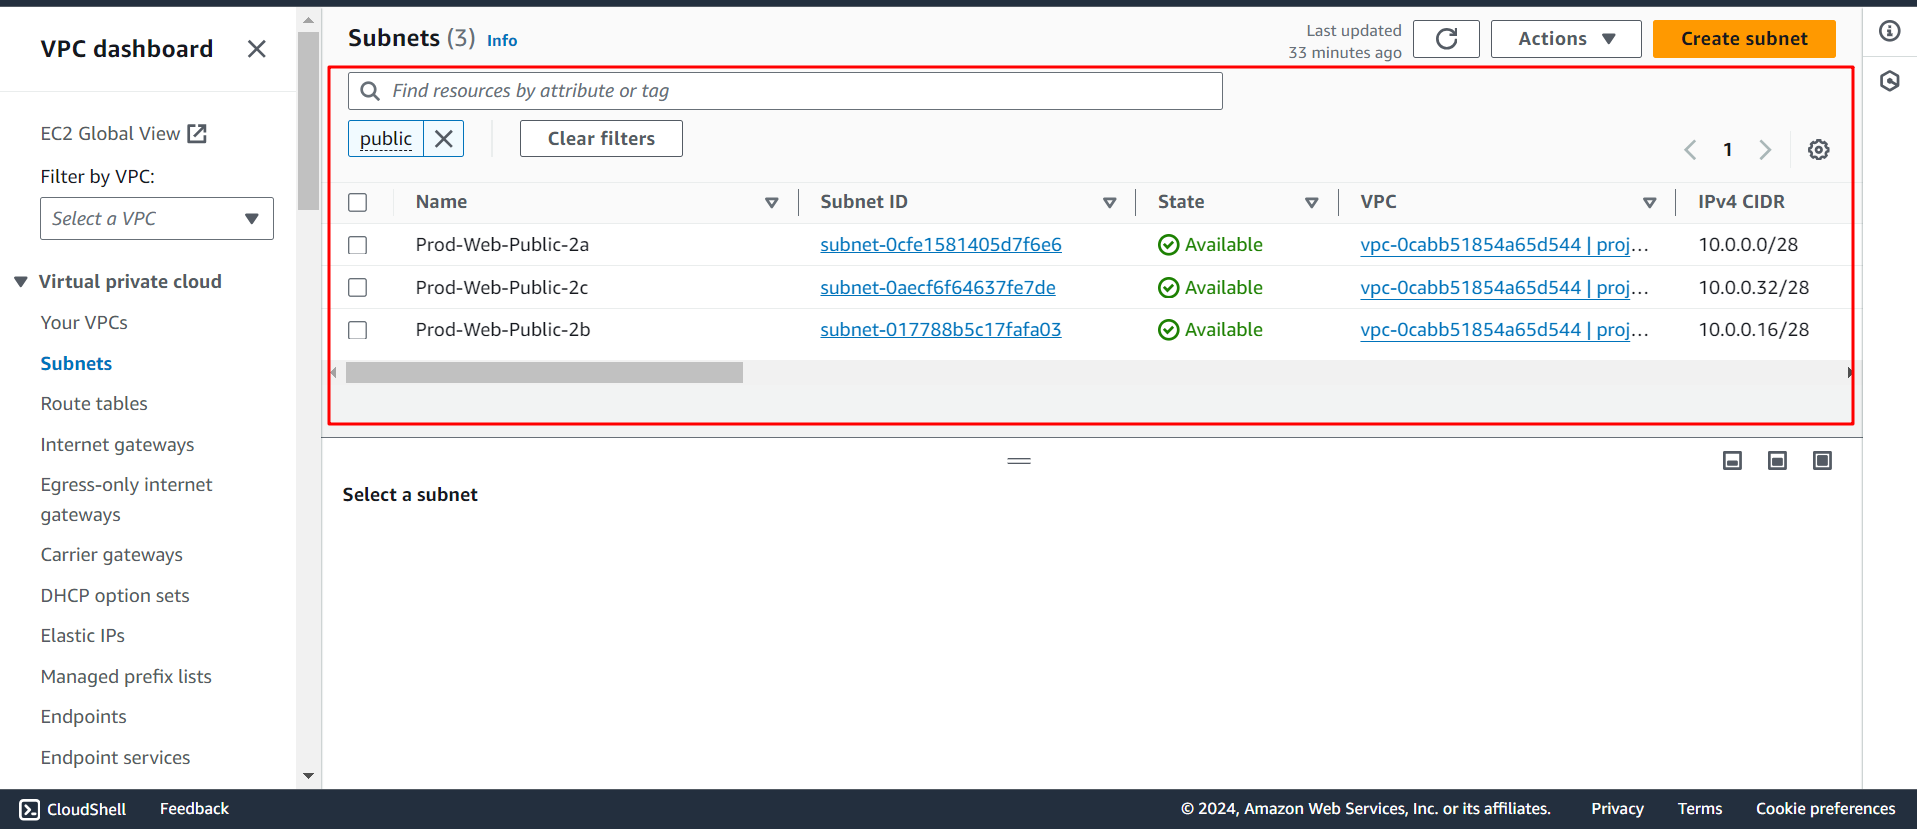 VPC dashboard
EC2 Global View
Filter by VPC:
Select a VPC
Virtual private cloud
Your VPCs
Subnets
Route tables
Internet gateways
Egress-only internet
gateways
Carrier gateways
DHCP option sets
Elastic IPs
Managed prefix lists
Endpoints
Endpoint services
Subnets (3) Info
Last updated
33 minutes ago
Actions
Create subnet
Find resources by attribute or tag
public
Clear filters
1
Name Subnet ID State VPC IPv4 CIDR
Prod-Web-Public-2a subnet-0cfe1581405d7f6e6 Available vpc-0cabb51854a65d544 | proj… 10.0.0.0/28
Prod-Web-Public-2c subnet-0aecf6f64637fe7de Available vpc-0cabb51854a65d544 | proj… 10.0.0.32/28
Prod-Web-Public-2b subnet-017788b5c17fafa03 Available vpc-0cabb51854a65d544 | proj… 10.0.0.16/28
Select a subnet
CloudShell Feedback © 2024, Amazon Web Services, Inc. or its affiliates. Privacy Terms Cookie preferences